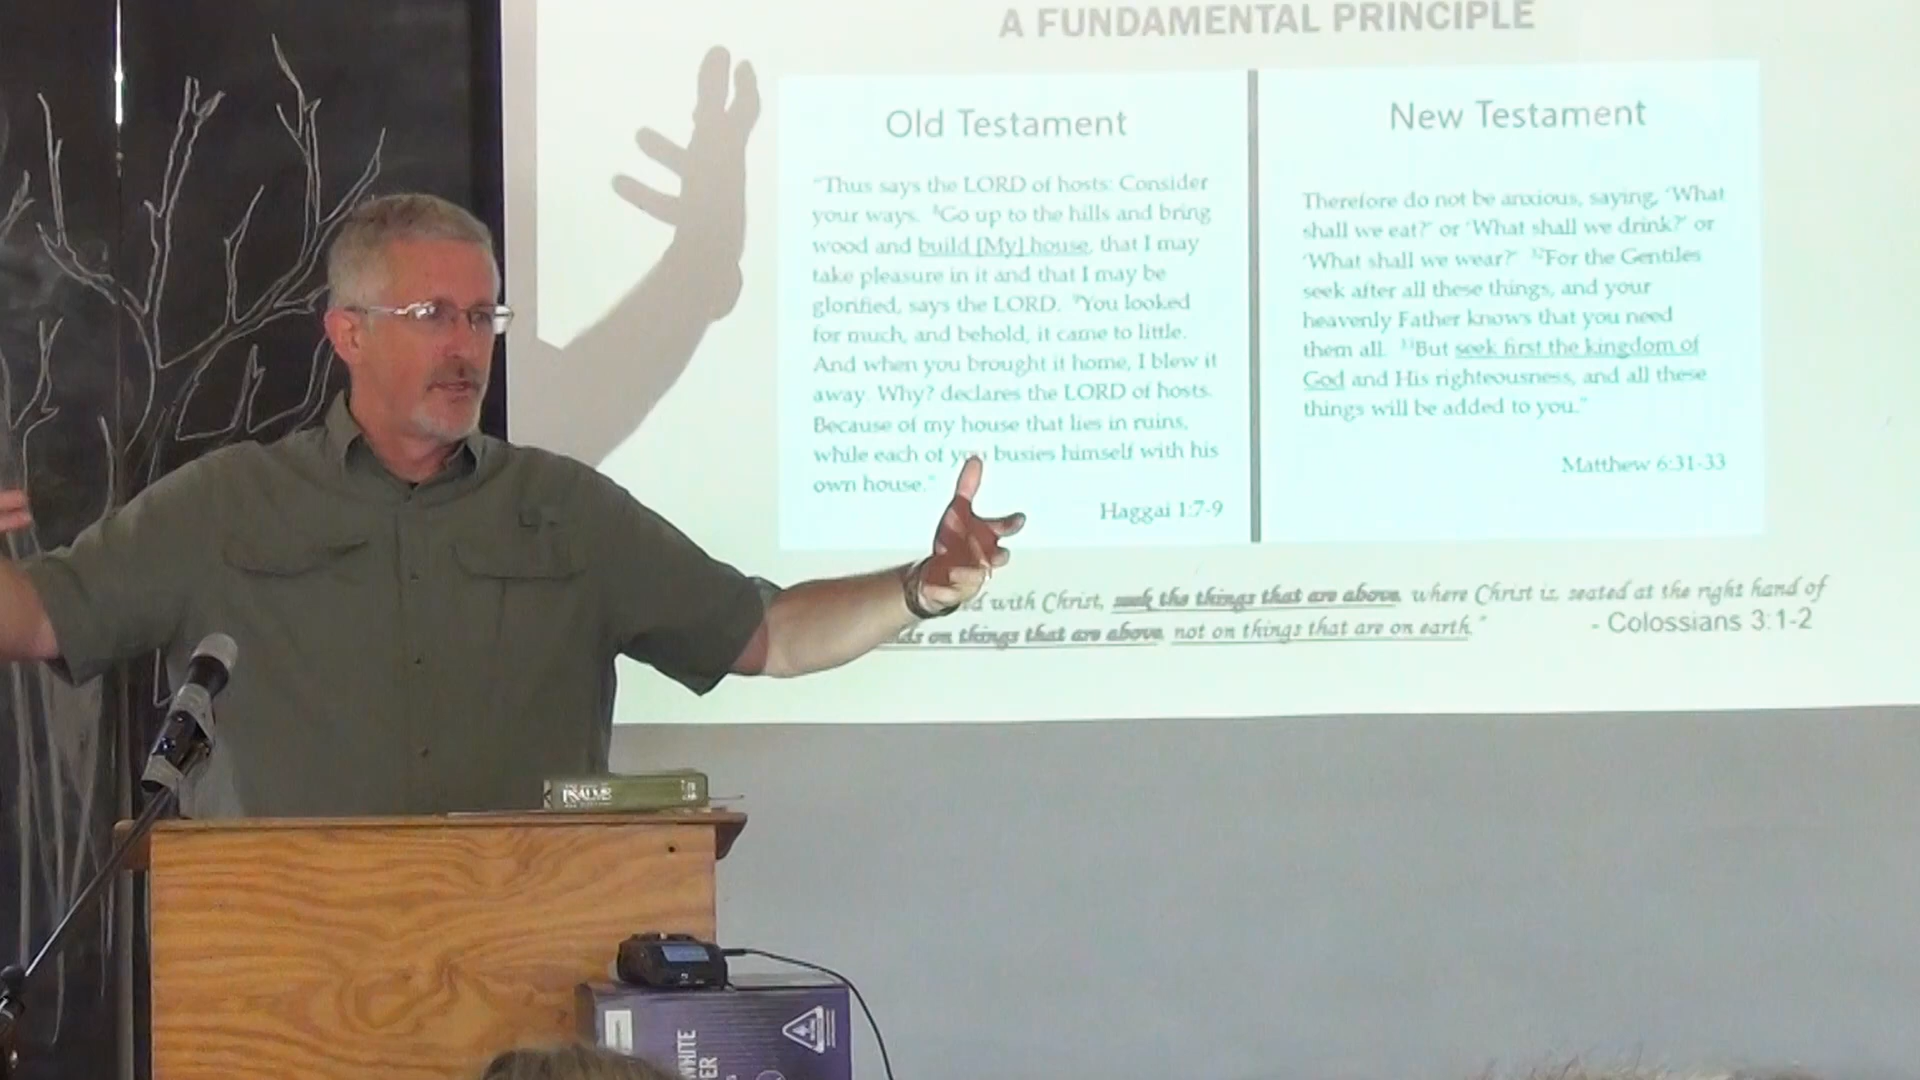 A FUNDAMENTAL PRINCIPLE
Old Testament
"Thus says the LORD of hosts: Consider
your ways. 8Go up to the hills and bring
wood and build [My] house, that I may
take pleasure in it and that I may be
glorified, says the LORD. 9You looked
for much, and behold, it came to little.
And when you brought it home, I blew it
away. Why? declares the LORD of hosts.
Because of my house that lies in ruins,
while each of you busies himself with his
own house."
Haggai 1:7-9
New Testament
Therefore do not be anxious, saying, 'What
shall we eat?' or 'What shall we drink?' or
'What shall we wear?' 32For the Gentiles
seek after all these things, and your
heavenly Father knows that you need
them all. 33But seek first the kingdom of
God and His righteousness, and all these
things will be added to you."
Matthew 6:31-33
with Christ, seek the things that are above, where Christ is, seated at the right hand of
on things that are above, not on things that are on earth."
- Colossians 3:1-2
PSALMS
WHITE